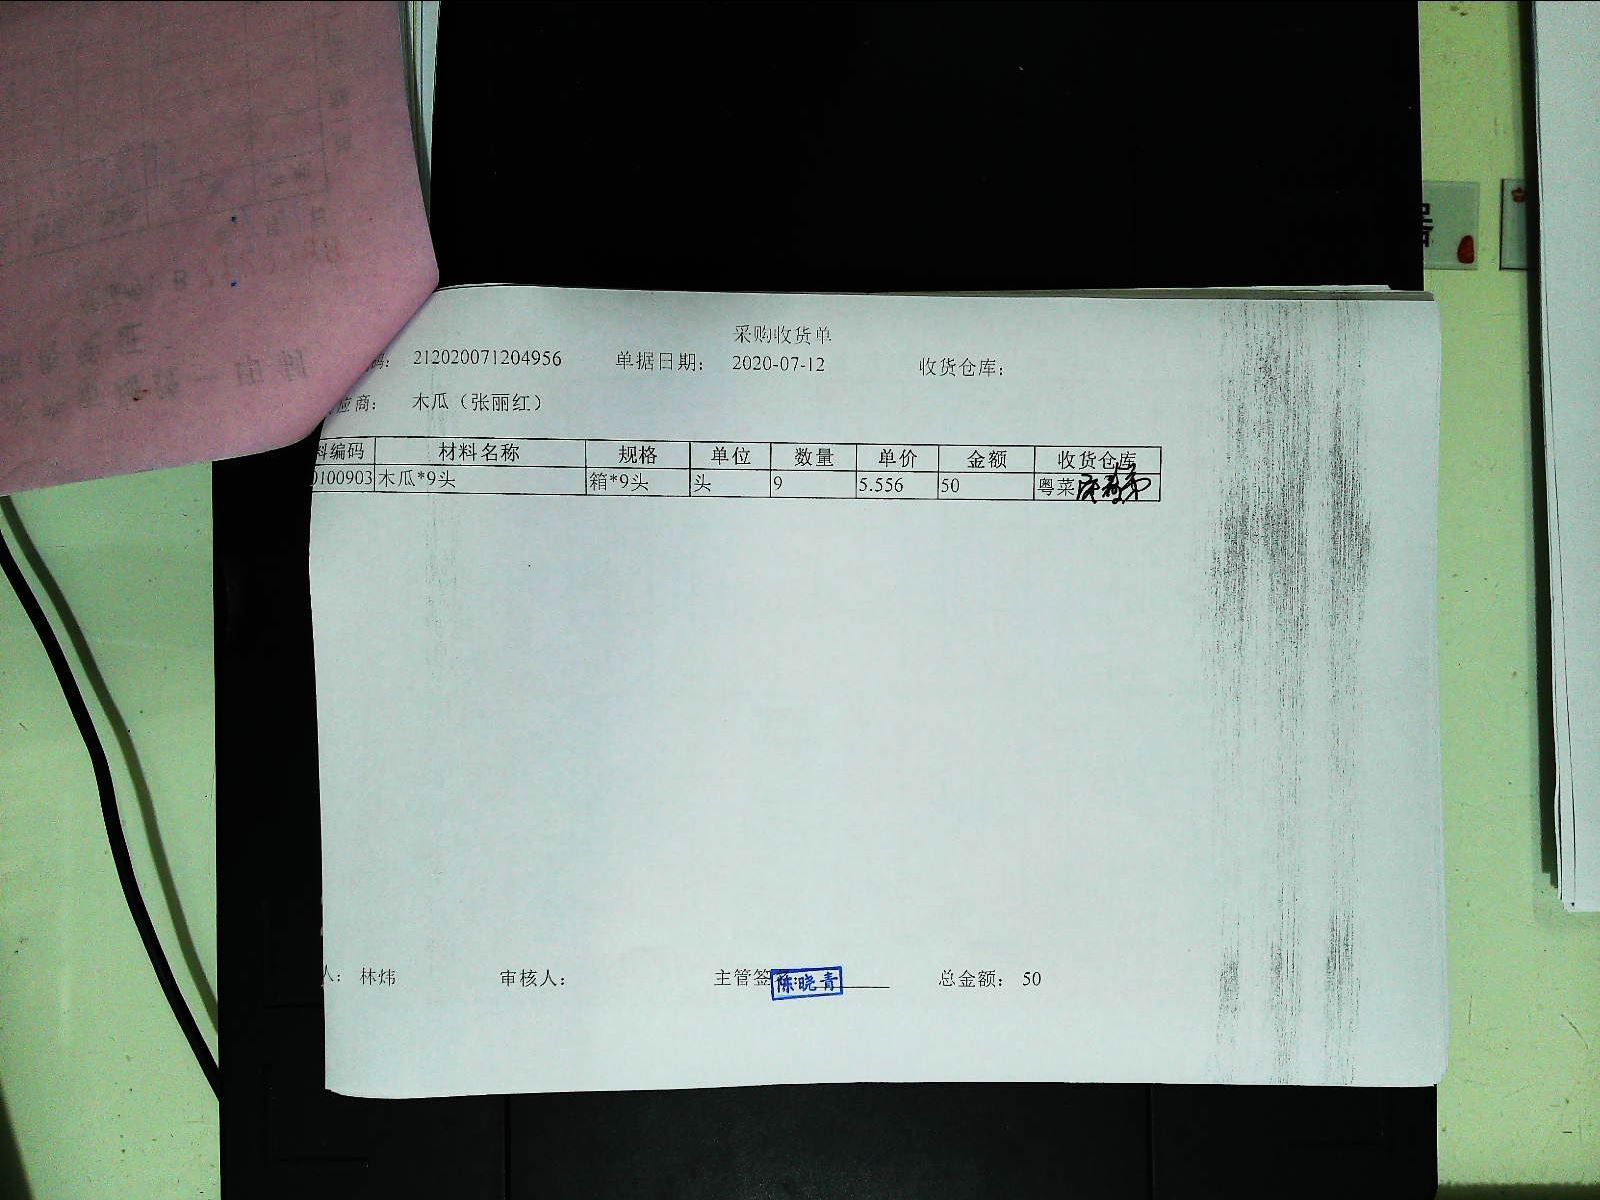 采购收货单
码： 212020071204956 单据日期： 2020-07-12 收货仓库：
应商： 木瓜（张丽红）
料编码 材料名称 规格 单位 数量 单价 金额 收货仓库
0100903 木瓜*9头 箱*9头 头 9 5.556 50 粤菜
人： 林炜 审核人： 主管签 陈晓青 总金额： 50